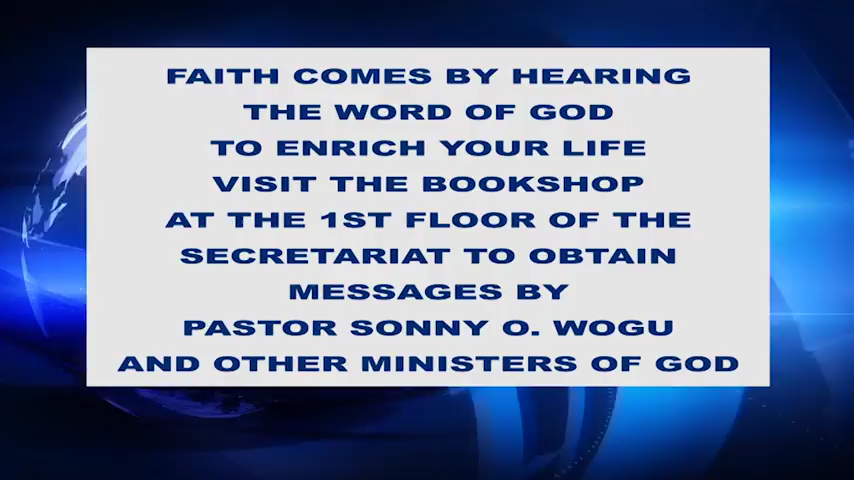 FAITH COMES BY HEARING
THE WORD OF GOD
TO ENRICH YOUR LIFE
VISIT THE BOOKSHOP
AT THE 1ST FLOOR OF THE
SECRETARIAT TO OBTAIN
MESSAGES BY
PASTOR SONNY O. WOGU
AND OTHER MINISTERS OF GOD